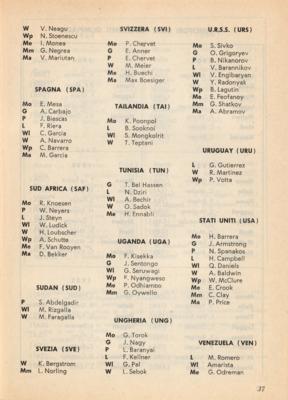 W V. Neagu
Wp N. Stoenescu
Me I. Monea
Mm G. Negrea
Ma V. Mariutan
SPAGNA (SPA)
Mo E. Mesa
G A. Carbajo
P J. Biescas
L F. Riera
Wl C. Garcia
W A. Navarro
Wp C. Barrera
Ma M. Garcia
SUD AFRICA (SAF)
Mo R. Knoesen
P W. Neyers
L J. Steyn
Wl W. Ludick
W H. Loubscher
Wp A. Schutte
Me F. Van Rooyen
Ma D. Bekker
SUDAN (SUD)
P S. Abdelgadir
Wl M. Rizgalla
W M. Faragalla
SVEZIA (SVE)
W K. Bergstrom
Mm L. Norling
SVIZZERA (SVI)
Mo P. Chervet
G E. Anner
P E. Chervet
W M. Meier
Me H. Buechi
Ma Max Boesiger
TAILANDIA (TAI)
Mo K. Poonpol
L B. Sooknoi
Wl S. Mongkolrit
W T. Teptani
TUNISIA (TUN)
G T. Bel Hassen
L N. Dziri
Wl A. Bechir
W O. Sadok
Me H. Ennabli
UGANDA (UGA)
Mo F. Kisekka
G J. Sentongo
Wl G. Seruwagi
Wp F. Nyangweso
Me P. Odhiambo
Mm G. Oywello
UNGHERIA (UNG)
Mo G. Torok
G J. Nagy
P L. Baranyai
L F. Kellner
Wl G. Pal
W L. Sebok
U.R.S.S. (URS)
Mo S. Sivko
G O. Grigoryev
P B. Nikanorov
L V. Barannikov
Wl V. Engibaryan
W Y. Radonyak
Wp B. Lagutin
Me E. Feofaney
Mm G. Shatkov
Ma A. Abramov
URUGUAY (URU)
L G. Gutierrez
W R. Martinez
Wp P. Votta
STATI UNITI (USA)
Mo H. Barrera
G J. Armstrong
P N. Spanakos
L H. Campbell
Wl Q. Daniels
W A. Baldwin
Wp W. McClure
Me E. Crook
Mm C. Clay
Ma P. Price
VENEZUELA (VEN)
L M. Romero
Wl Amarista
Me G. Odreman
37